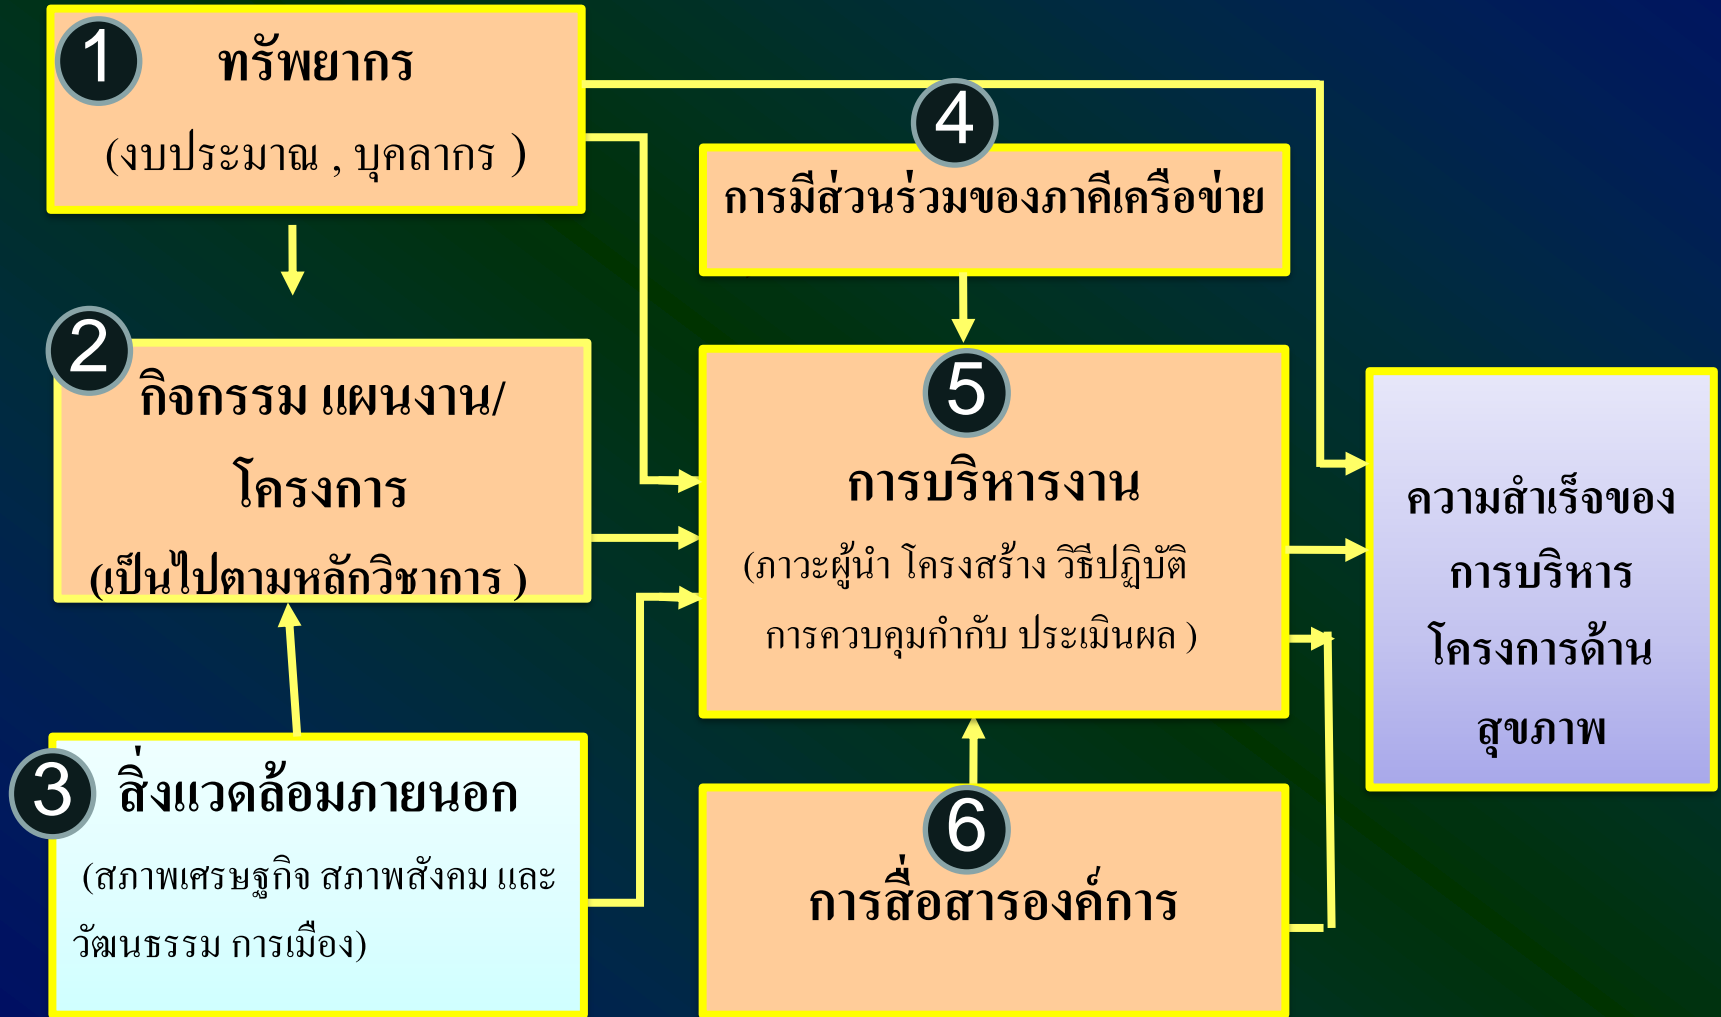 1
ทรัพยากร
(งบประมาณ , บุคลากร )
2
กิจกรรม แผนงาน/
โครงการ
(เป็นไปตามหลักวิชาการ )
3
สิ่งแวดล้อมภายนอก
(สภาพเศรษฐกิจ สภาพสังคม และ
วัฒนธรรม การเมือง)
4
การมีส่วนร่วมของภาคีเครือข่าย
5
การบริหารงาน
(ภาวะผู้นำ โครงสร้าง วิธีปฏิบัติ
การควบคุมกำกับ ประเมินผล )
6
การสื่อสารองค์การ
ความสำเร็จของ
การบริหาร
โครงการด้าน
สุขภาพ